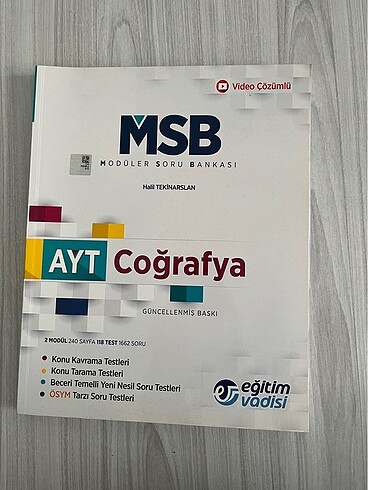 Video Çözümlü
MSB
MODÜLER SORU BANKASI
Halil TEKİNARSLAN
AYT Coğrafya
GÜNCELLENMİŞ BASKI
2 MODÜL 240 SAYFA 118 TEST 1662 SORU
Konu Kavrama Testleri
Konu Tarama Testleri
Beceri Temelli Yeni Nesil Soru Testleri
ÖSYM Tarzı Soru Testleri
eğitim
vadisi